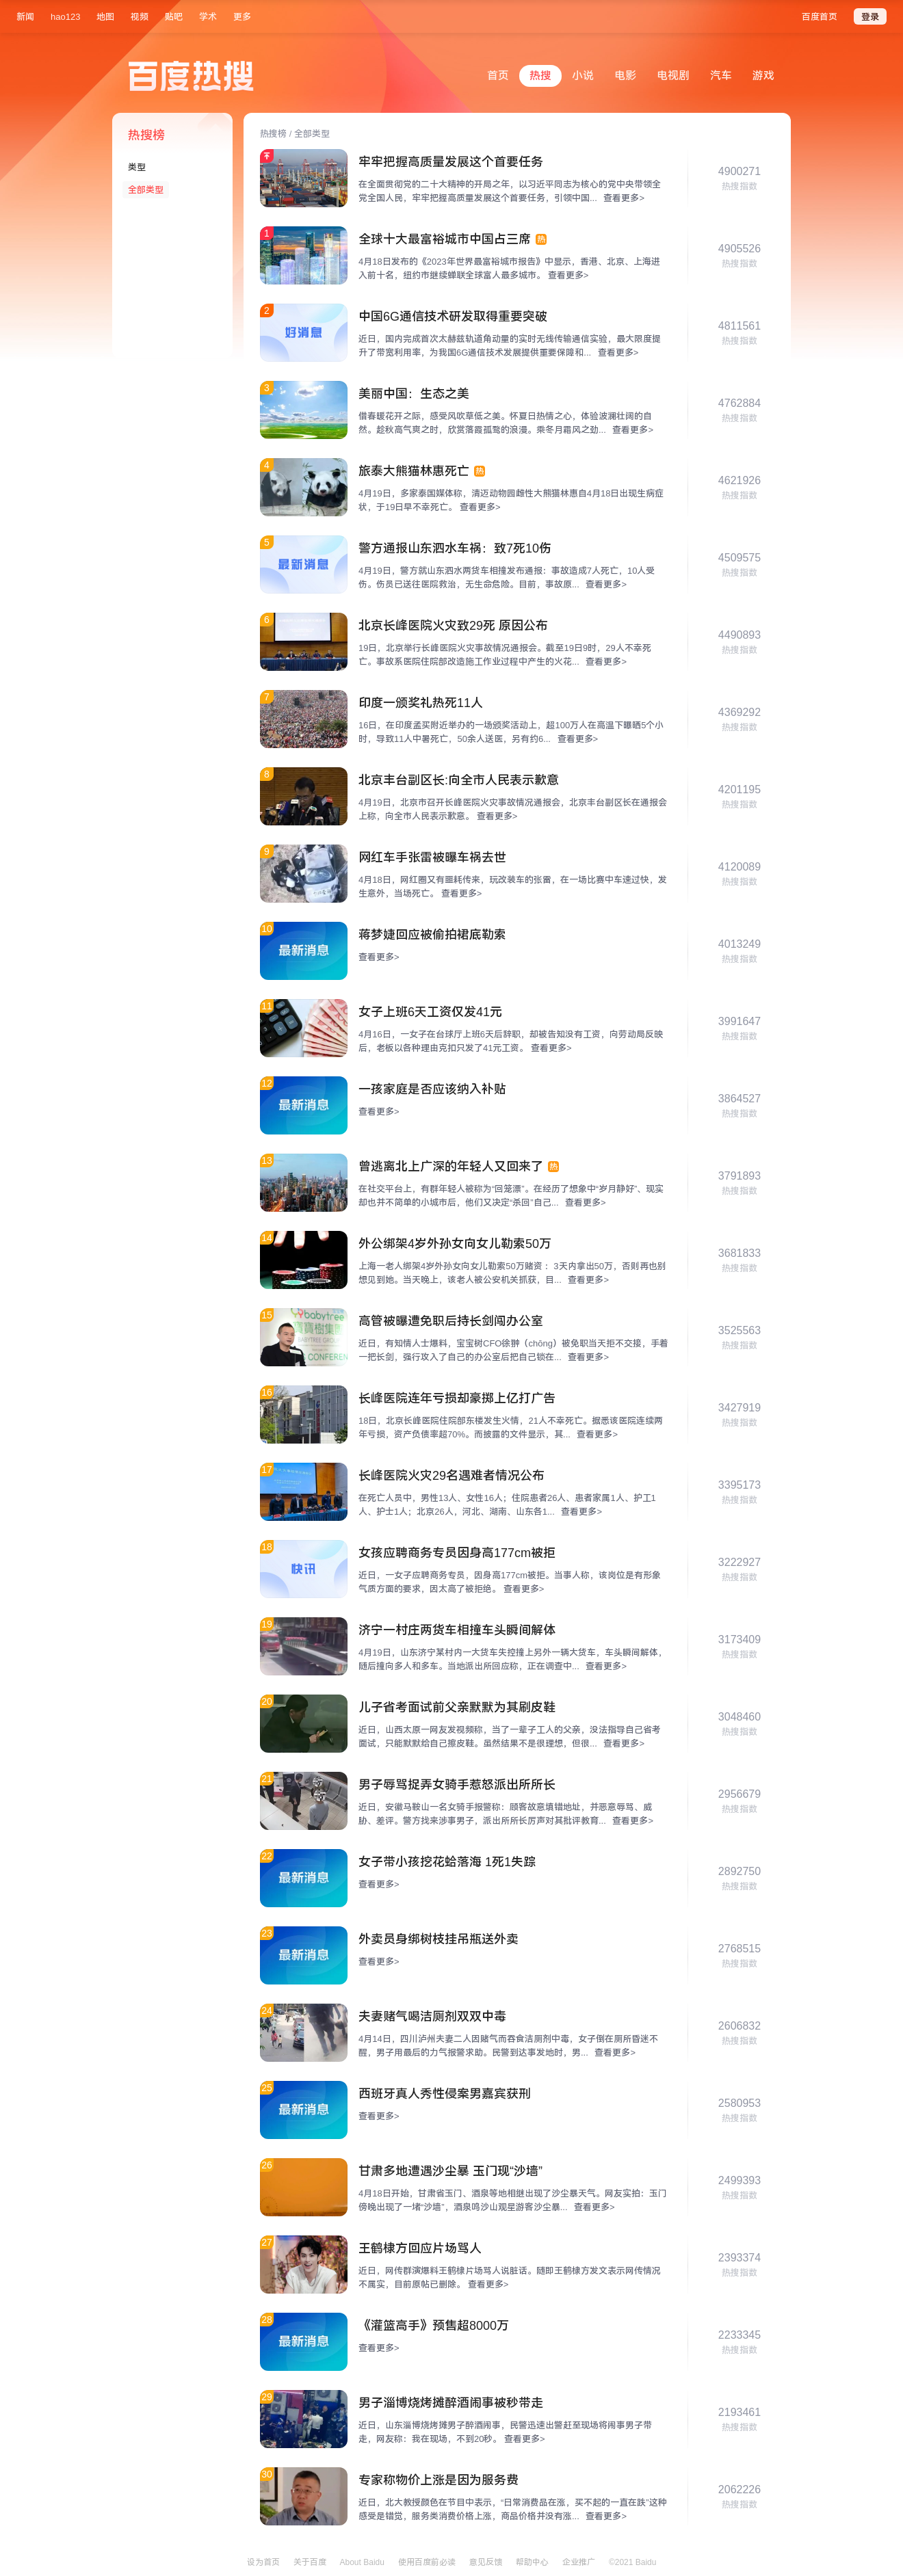 新闻 hao123 地图 视频 贴吧 学术 更多 百度首页 登录
百度热搜
首页 热搜 小说 电影 电视剧 汽车 游戏
热搜榜
类型
全部类型
热搜榜 / 全部类型
牢牢把握高质量发展这个首要任务
在全面贯彻党的二十大精神的开局之年，以习近平同志为核心的党中央带领全
党全国人民，牢牢把握高质量发展这个首要任务，引领中国... 查看更多>
4900271
热搜指数
1
全球十大最富裕城市中国占三席 热
4月18日发布的《2023年世界最富裕城市报告》中显示，香港、北京、上海进
入前十名，纽约市继续蝉联全球富人最多城市。 查看更多>
4905526
热搜指数
2
好消息
中国6G通信技术研发取得重要突破
近日，国内完成首次太赫兹轨道角动量的实时无线传输通信实验，最大限度提
升了带宽利用率，为我国6G通信技术发展提供重要保障和... 查看更多>
4811561
热搜指数
3
美丽中国：生态之美
借春暖花开之际，感受风吹草低之美。怀夏日热情之心，体验波澜壮阔的自
然。趁秋高气爽之时，欣赏落霞孤鹜的浪漫。乘冬月霜风之劲... 查看更多>
4762884
热搜指数
4
旅泰大熊猫林惠死亡 热
4月19日，多家泰国媒体称，清迈动物园雌性大熊猫林惠自4月18日出现生病症
状，于19日早不幸死亡。 查看更多>
4621926
热搜指数
5
最新消息
警方通报山东泗水车祸：致7死10伤
4月19日，警方就山东泗水两货车相撞发布通报：事故造成7人死亡，10人受
伤。伤员已送往医院救治，无生命危险。目前，事故原... 查看更多>
4509575
热搜指数
6
北京长峰医院火灾致29死 原因公布
19日，北京举行长峰医院火灾事故情况通报会。截至19日9时，29人不幸死
亡。事故系医院住院部改造施工作业过程中产生的火花... 查看更多>
4490893
热搜指数
7
印度一颁奖礼热死11人
16日，在印度孟买附近举办的一场颁奖活动上，超100万人在高温下曝晒5个小
时，导致11人中暑死亡，50余人送医，另有约6... 查看更多>
4369292
热搜指数
8
北京丰台副区长:向全市人民表示歉意
4月19日，北京市召开长峰医院火灾事故情况通报会，北京丰台副区长在通报会
上称，向全市人民表示歉意。 查看更多>
4201195
热搜指数
9
网红车手张雷被曝车祸去世
4月18日，网红圈又有噩耗传来，玩改装车的张雷，在一场比赛中车速过快，发
生意外，当场死亡。 查看更多>
4120089
热搜指数
10
最新消息
蒋梦婕回应被偷拍裙底勒索
查看更多>
4013249
热搜指数
11
女子上班6天工资仅发41元
4月16日，一女子在台球厅上班6天后辞职，却被告知没有工资，向劳动局反映
后，老板以各种理由克扣只发了41元工资。 查看更多>
3991647
热搜指数
12
最新消息
一孩家庭是否应该纳入补贴
查看更多>
3864527
热搜指数
13
曾逃离北上广深的年轻人又回来了 热
在社交平台上，有群年轻人被称为“回笼漂”。在经历了想象中“岁月静好”、现实
却也并不简单的小城市后，他们又决定“杀回”自己... 查看更多>
3791893
热搜指数
14
外公绑架4岁外孙女向女儿勒索50万
上海一老人绑架4岁外孙女向女儿勒索50万赌资 ：3天内拿出50万，否则再也别
想见到她。当天晚上，该老人被公安机关抓获，目... 查看更多>
3681833
热搜指数
15
babytree
高管被曝遭免职后持长剑闯办公室
近日，有知情人士爆料，宝宝树CFO徐翀（chōng）被免职当天拒不交接，手着
一把长剑，强行攻入了自己的办公室后把自己锁在... 查看更多>
3525563
热搜指数
16
长峰医院连年亏损却豪掷上亿打广告
18日，北京长峰医院住院部东楼发生火情，21人不幸死亡。据悉该医院连续两
年亏损，资产负债率超70%。而披露的文件显示，其... 查看更多>
3427919
热搜指数
17
长峰医院火灾29名遇难者情况公布
在死亡人员中，男性13人、女性16人；住院患者26人、患者家属1人、护工1
人、护士1人；北京26人，河北、湖南、山东各1... 查看更多>
3395173
热搜指数
18
快讯
女孩应聘商务专员因身高177cm被拒
近日，一女子应聘商务专员，因身高177cm被拒。当事人称，该岗位是有形象
气质方面的要求，因太高了被拒绝。 查看更多>
3222927
热搜指数
19
济宁一村庄两货车相撞车头瞬间解体
4月19日，山东济宁某村内一大货车失控撞上另外一辆大货车，车头瞬间解体，
随后撞向多人和多车。当地派出所回应称，正在调查中... 查看更多>
3173409
热搜指数
20
儿子省考面试前父亲默默为其刷皮鞋
近日，山西太原一网友发视频称，当了一辈子工人的父亲，没法指导自己省考
面试，只能默默给自己擦皮鞋。虽然结果不是很理想，但很... 查看更多>
3048460
热搜指数
21
男子辱骂捉弄女骑手惹怒派出所所长
近日，安徽马鞍山一名女骑手报警称：顾客故意填错地址，并恶意辱骂、威
胁、差评。警方找来涉事男子，派出所所长厉声对其批评教育... 查看更多>
2956679
热搜指数
22
最新消息
女子带小孩挖花蛤落海 1死1失踪
查看更多>
2892750
热搜指数
23
最新消息
外卖员身绑树枝挂吊瓶送外卖
查看更多>
2768515
热搜指数
24
夫妻赌气喝洁厕剂双双中毒
4月14日，四川泸州夫妻二人因赌气而吞食洁厕剂中毒，女子倒在厕所昏迷不
醒，男子用最后的力气报警求助。民警到达事发地时，男... 查看更多>
2606832
热搜指数
25
最新消息
西班牙真人秀性侵案男嘉宾获刑
查看更多>
2580953
热搜指数
26
甘肃多地遭遇沙尘暴 玉门现“沙墙”
4月18日开始，甘肃省玉门、酒泉等地相继出现了沙尘暴天气。网友实拍：玉门
傍晚出现了一堵“沙墙”，酒泉鸣沙山观星游客沙尘暴... 查看更多>
2499393
热搜指数
27
王鹤棣方回应片场骂人
近日，网传群演爆料王鹤棣片场骂人说脏话。随即王鹤棣方发文表示网传情况
不属实，目前原帖已删除。 查看更多>
2393374
热搜指数
28
最新消息
《灌篮高手》预售超8000万
查看更多>
2233345
热搜指数
29
男子淄博烧烤摊醉酒闹事被秒带走
近日，山东淄博烧烤摊男子醉酒闹事，民警迅速出警赶至现场将闹事男子带
走，网友称：我在现场，不到20秒。 查看更多>
2193461
热搜指数
30
专家称物价上涨是因为服务费
近日，北大教授颜色在节目中表示，“日常消费品在涨，买不起的一直在跌”这种
感受是错觉，服务类消费价格上涨，商品价格并没有涨... 查看更多>
2062226
热搜指数
设为首页 关于百度 About Baidu 使用百度前必读 意见反馈 帮助中心 企业推广 ©2021 Baidu